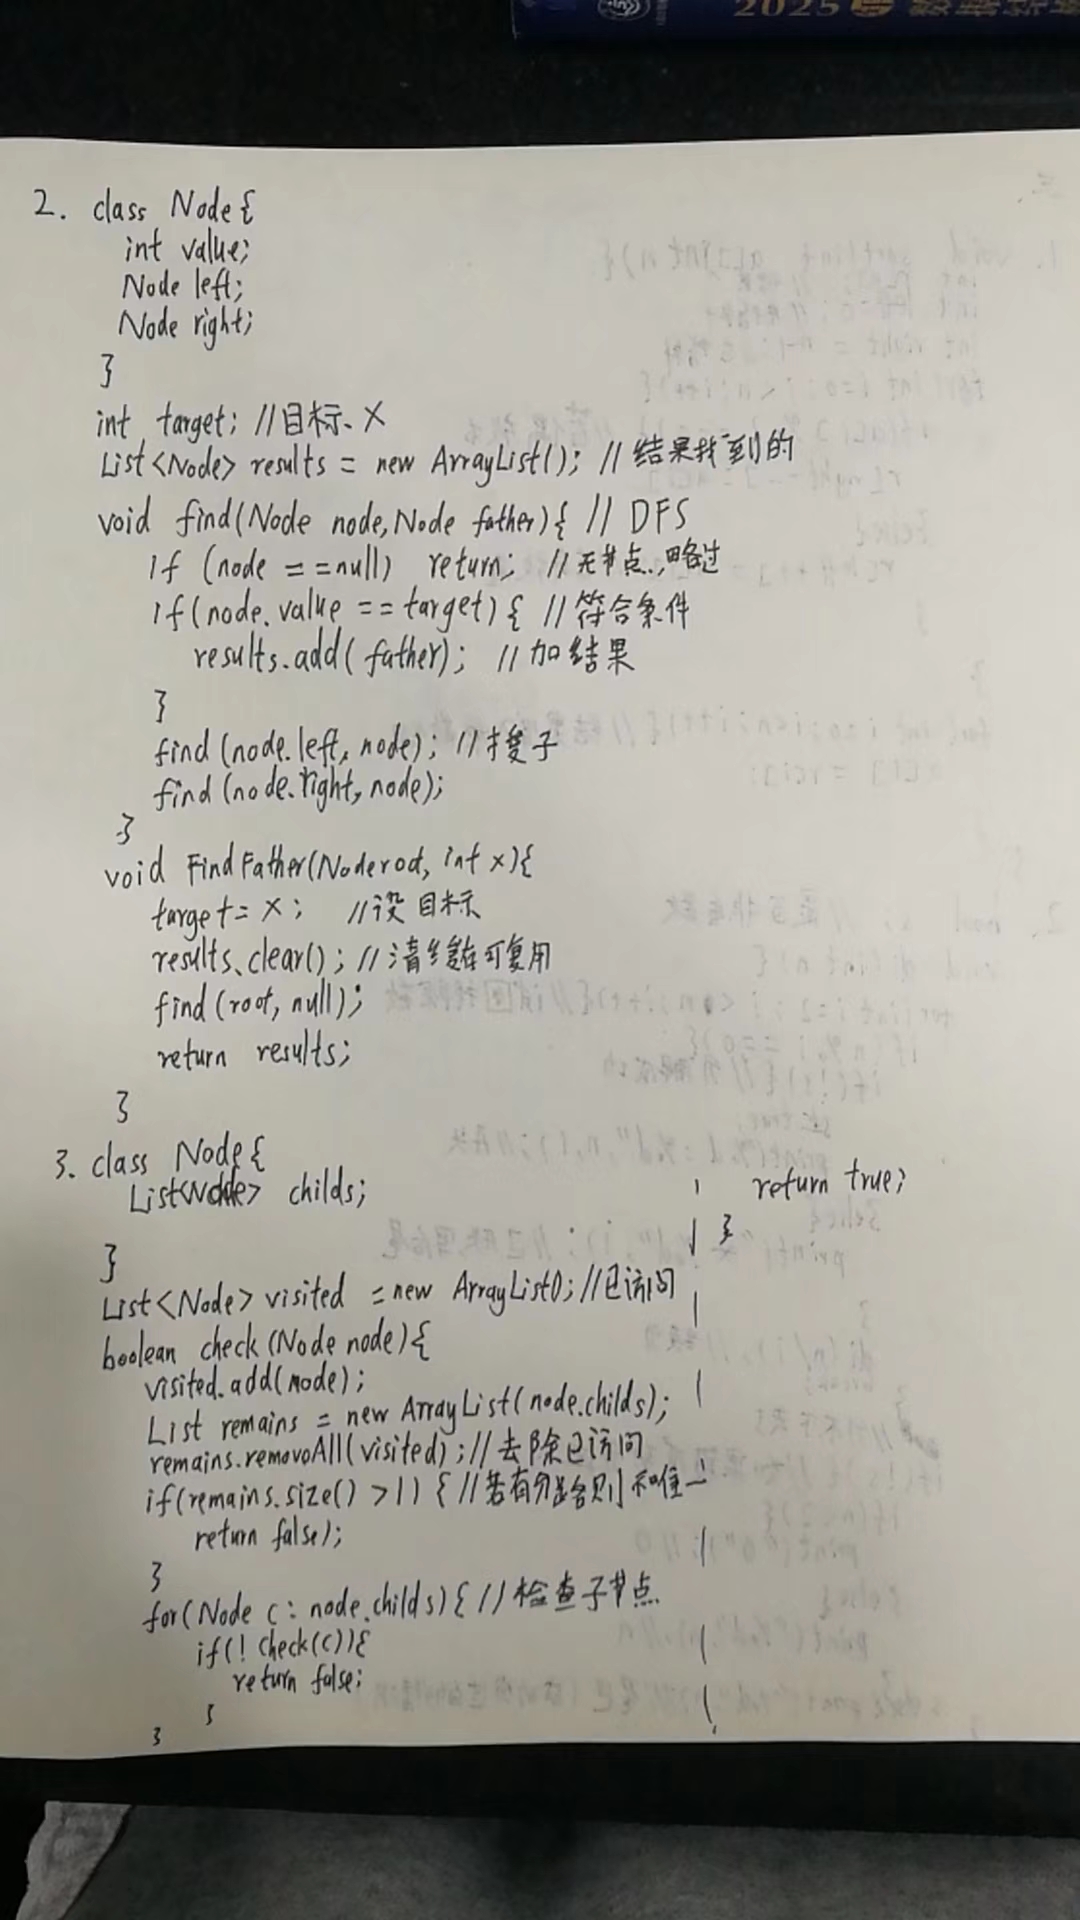 2025
2. class Node{
int value;
Node left;
Node right;
}
int target; //目标、X
List<Node> results = new ArrayList(); //结果找到的
void find(Node node,Node father){ // DFS
if (node ==null) return; //无节点,略过
if(node.value == target) { //符合条件
results.add( father); //加结果
}
find (node.left, node); //搜子
find (node.right, node);
}
void FindFather(Node root, int x){
target= X; //设目标
results.clear(); //清缓存可复用
find (root, null);
return results;
}
3. class Node{
List<Node> childs;
}
List<Node> visited = new ArrayList(); //已访问
boolean check (Node node){
visited.add(node);
List remains = new ArrayList(node.childs);
remains.removoAll(visited); //去除已访问
if(remains.size() >1) { //若有分岔则不唯一
return false);
}
for(Node c : node.childs) { //检查子节点
if(! check(c)){
return false;
}
}
return true;
}